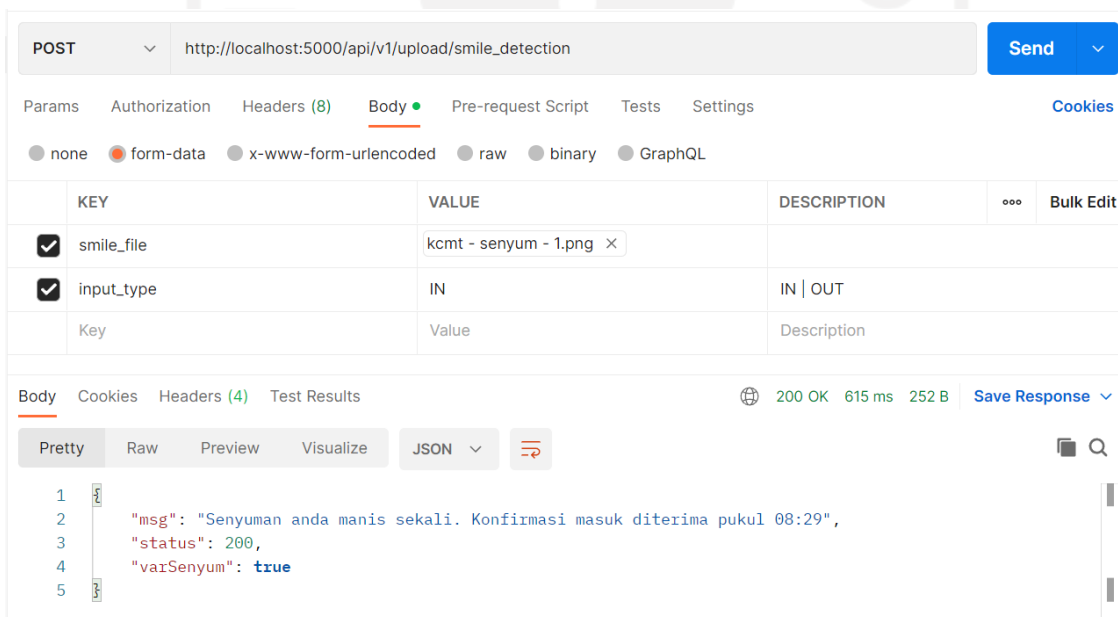 POST http://localhost:5000/api/v1/upload/smile_detection Send
Params Authorization Headers (8) Body Pre-request Script Tests Settings Cookies
none form-data x-www-form-urlencoded raw binary GraphQL
KEY VALUE DESCRIPTION ooo Bulk Edit
smile_file kcmt - senyum - 1.png ×
input_type IN IN | OUT
Key Value Description
Body Cookies Headers (4) Test Results 200 OK 615 ms 252 B Save Response
Pretty Raw Preview Visualize JSON
1 {
2 "msg": "Senyuman anda manis sekali. Konfirmasi masuk diterima pukul 08:29",
3 "status": 200,
4 "varSenyum": true
5 }